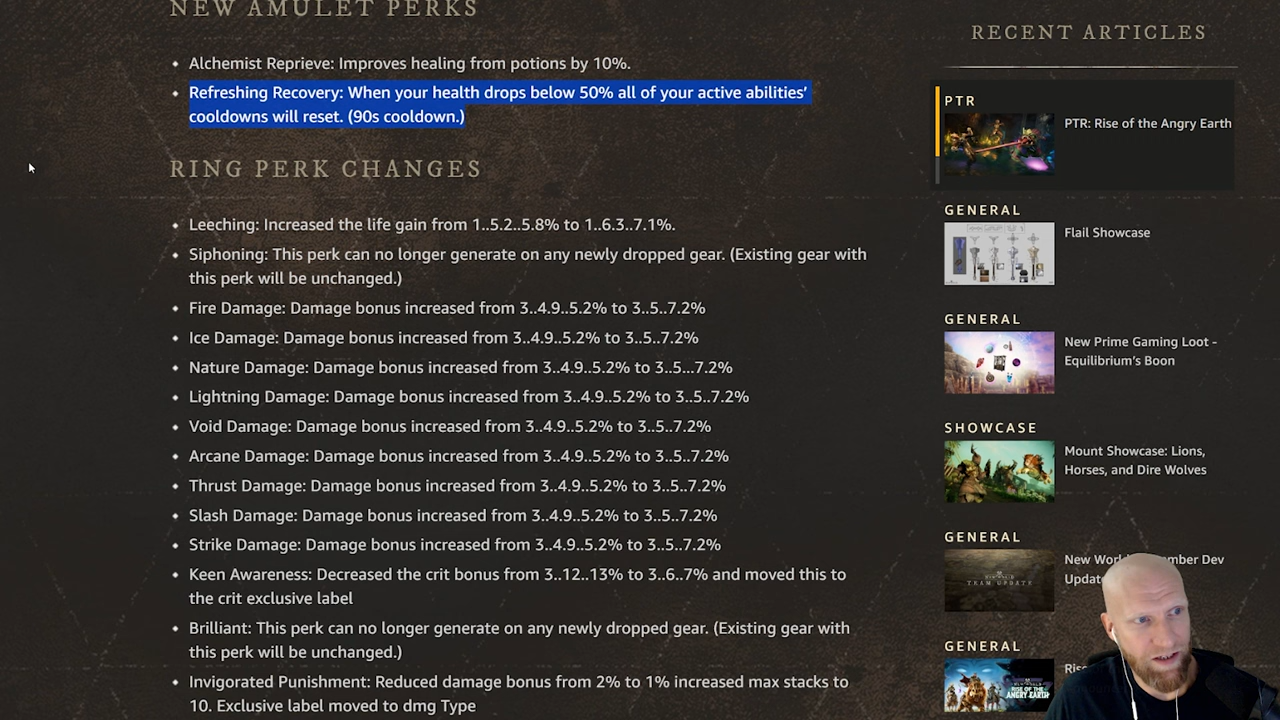 NEW AMULET PERKS
Alchemist Reprieve: Improves healing from potions by 10%.
Refreshing Recovery: When your health drops below 50% all of your active abilities'
cooldowns will reset. (90s cooldown.)
RING PERK CHANGES
Leeching: Increased the life gain from 1..5.2..5.8% to 1..6.3..7.1%.
Siphoning: This perk can no longer generate on any newly dropped gear. (Existing gear with
this perk will be unchanged.)
Fire Damage: Damage bonus increased from 3..4.9..5.2% to 3..5..7.2%
Ice Damage: Damage bonus increased from 3..4.9..5.2% to 3..5..7.2%
Nature Damage: Damage bonus increased from 3..4.9..5.2% to 3..5...7.2%
Lightning Damage: Damage bonus increased from 3..4.9..5.2% to 3..5..7.2%
Void Damage: Damage bonus increased from 3..4.9..5.2% to 3..5..7.2%
Arcane Damage: Damage bonus increased from 3..4.9..5.2% to 3..5..7.2%
Thrust Damage: Damage bonus increased from 3..4.9..5.2% to 3..5..7.2%
Slash Damage: Damage bonus increased from 3..4.9..5.2% to 3..5..7.2%
Strike Damage: Damage bonus increased from 3..4.9..5.2% to 3..5..7.2%
Keen Awareness: Decreased the crit bonus from 3..12..13% to 3..6..7% and moved this to
the crit exclusive label
Brilliant: This perk can no longer generate on any newly dropped gear. (Existing gear with
this perk will be unchanged.)
Invigorated Punishment: Reduced damage bonus from 2% to 1% increased max stacks to
10. Exclusive label moved to dmg Type
RECENT ARTICLES
PTR
PTR: Rise of the Angry Earth
GENERAL
Flail Showcase
GENERAL
New Prime Gaming Loot -
Equilibrium's Boon
SHOWCASE
Mount Showcase: Lions,
Horses, and Dire Wolves
GENERAL
New Dev
TEAM UPDATE
GENERAL
RISE OF THE
ANGRY EARTH